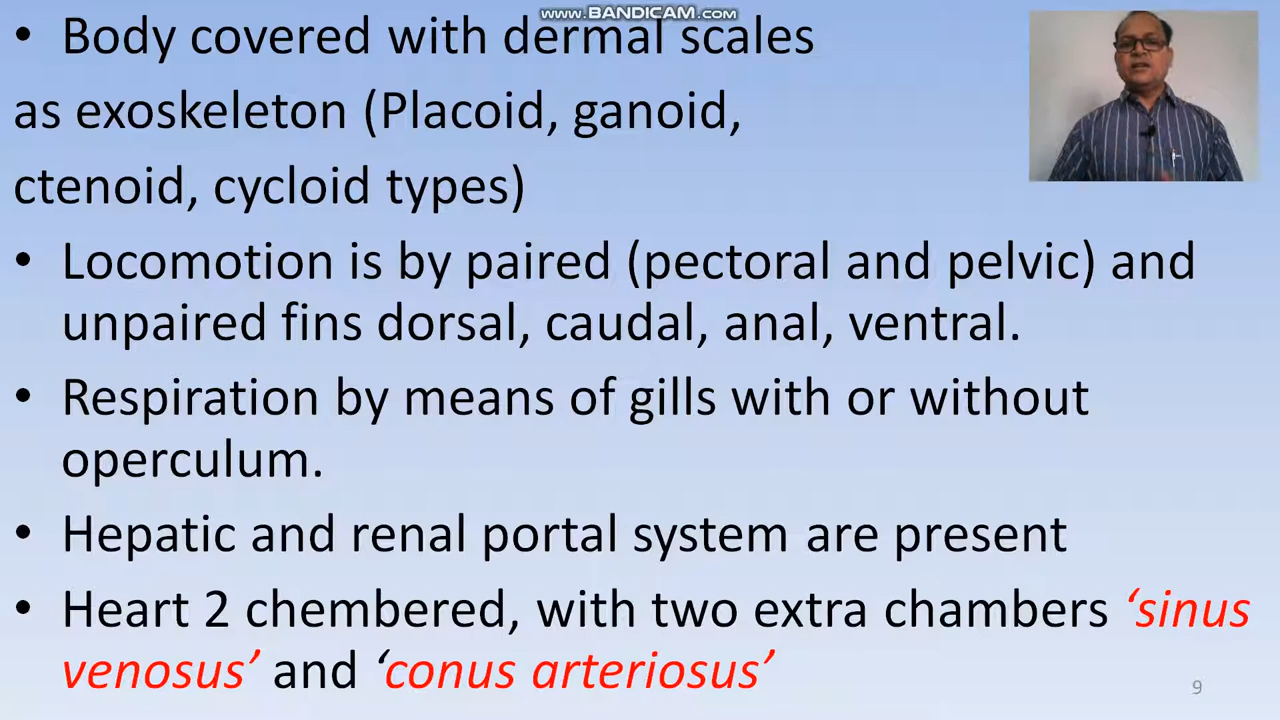 www.BANDICAM.com
• Body covered with dermal scales
as exoskeleton (Placoid, ganoid,
ctenoid, cycloid types)
• Locomotion is by paired (pectoral and pelvic) and
unpaired fins dorsal, caudal, anal, ventral.
• Respiration by means of gills with or without
operculum.
• Hepatic and renal portal system are present
• Heart 2 chembered, with two extra chambers ‘sinus
venosus’ and ‘conus arteriosus’
9